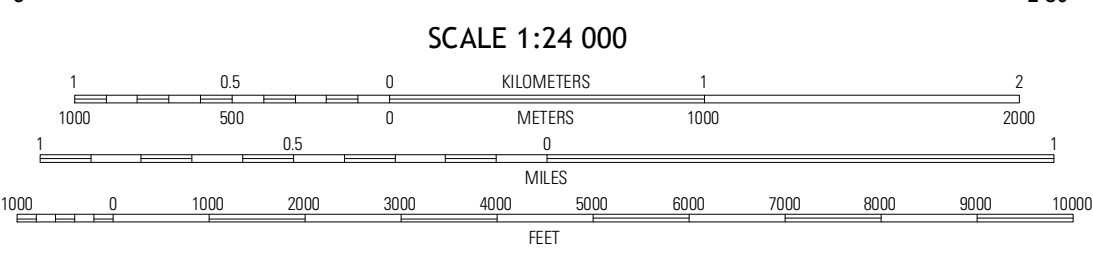 SCALE 1:24 000
1 0.5 0 KILOMETERS 1 2
1000 500 0 METERS 1000 2000
1 0.5 0 1
MILES
1000 0 1000 2000 3000 4000 5000 6000 7000 8000 9000 10000
FEET